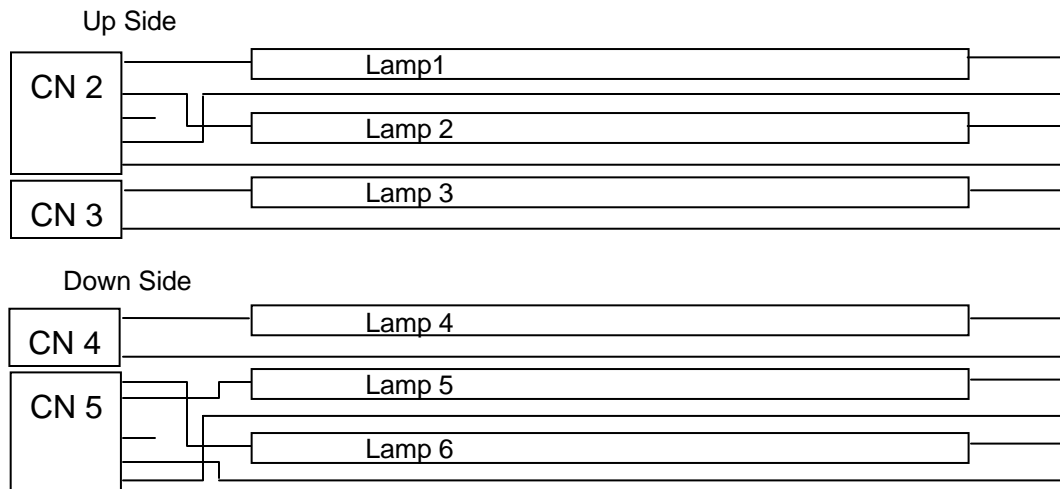 Up Side
CN 2
Lamp1
Lamp 2
CN 3
Lamp 3
Down Side
CN 4
Lamp 4
CN 5
Lamp 5
Lamp 6